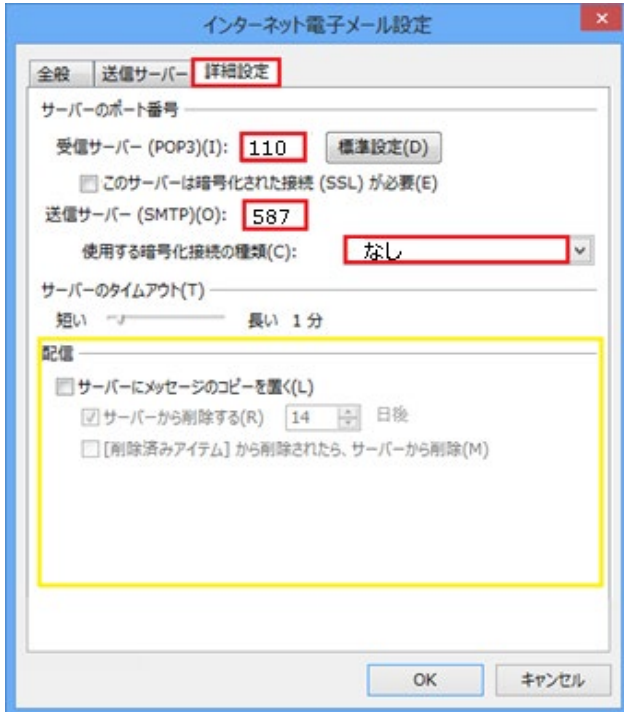 インターネット電子メール設定
全般 送信サーバー 詳細設定
サーバーのポート番号
受信サーバー (POP3)(I): 110 標準設定(D)
このサーバーは暗号化された接続 (SSL) が必要(E)
送信サーバー (SMTP)(O): 587
使用する暗号化接続の種類(C): なし
サーバーのタイムアウト(T)
短い 長い 1 分
配信
サーバーにメッセージのコピーを置く(L)
サーバーから削除する(R) 14 日後
[削除済みアイテム] から削除されたら、サーバーから削除(M)
OK キャンセル